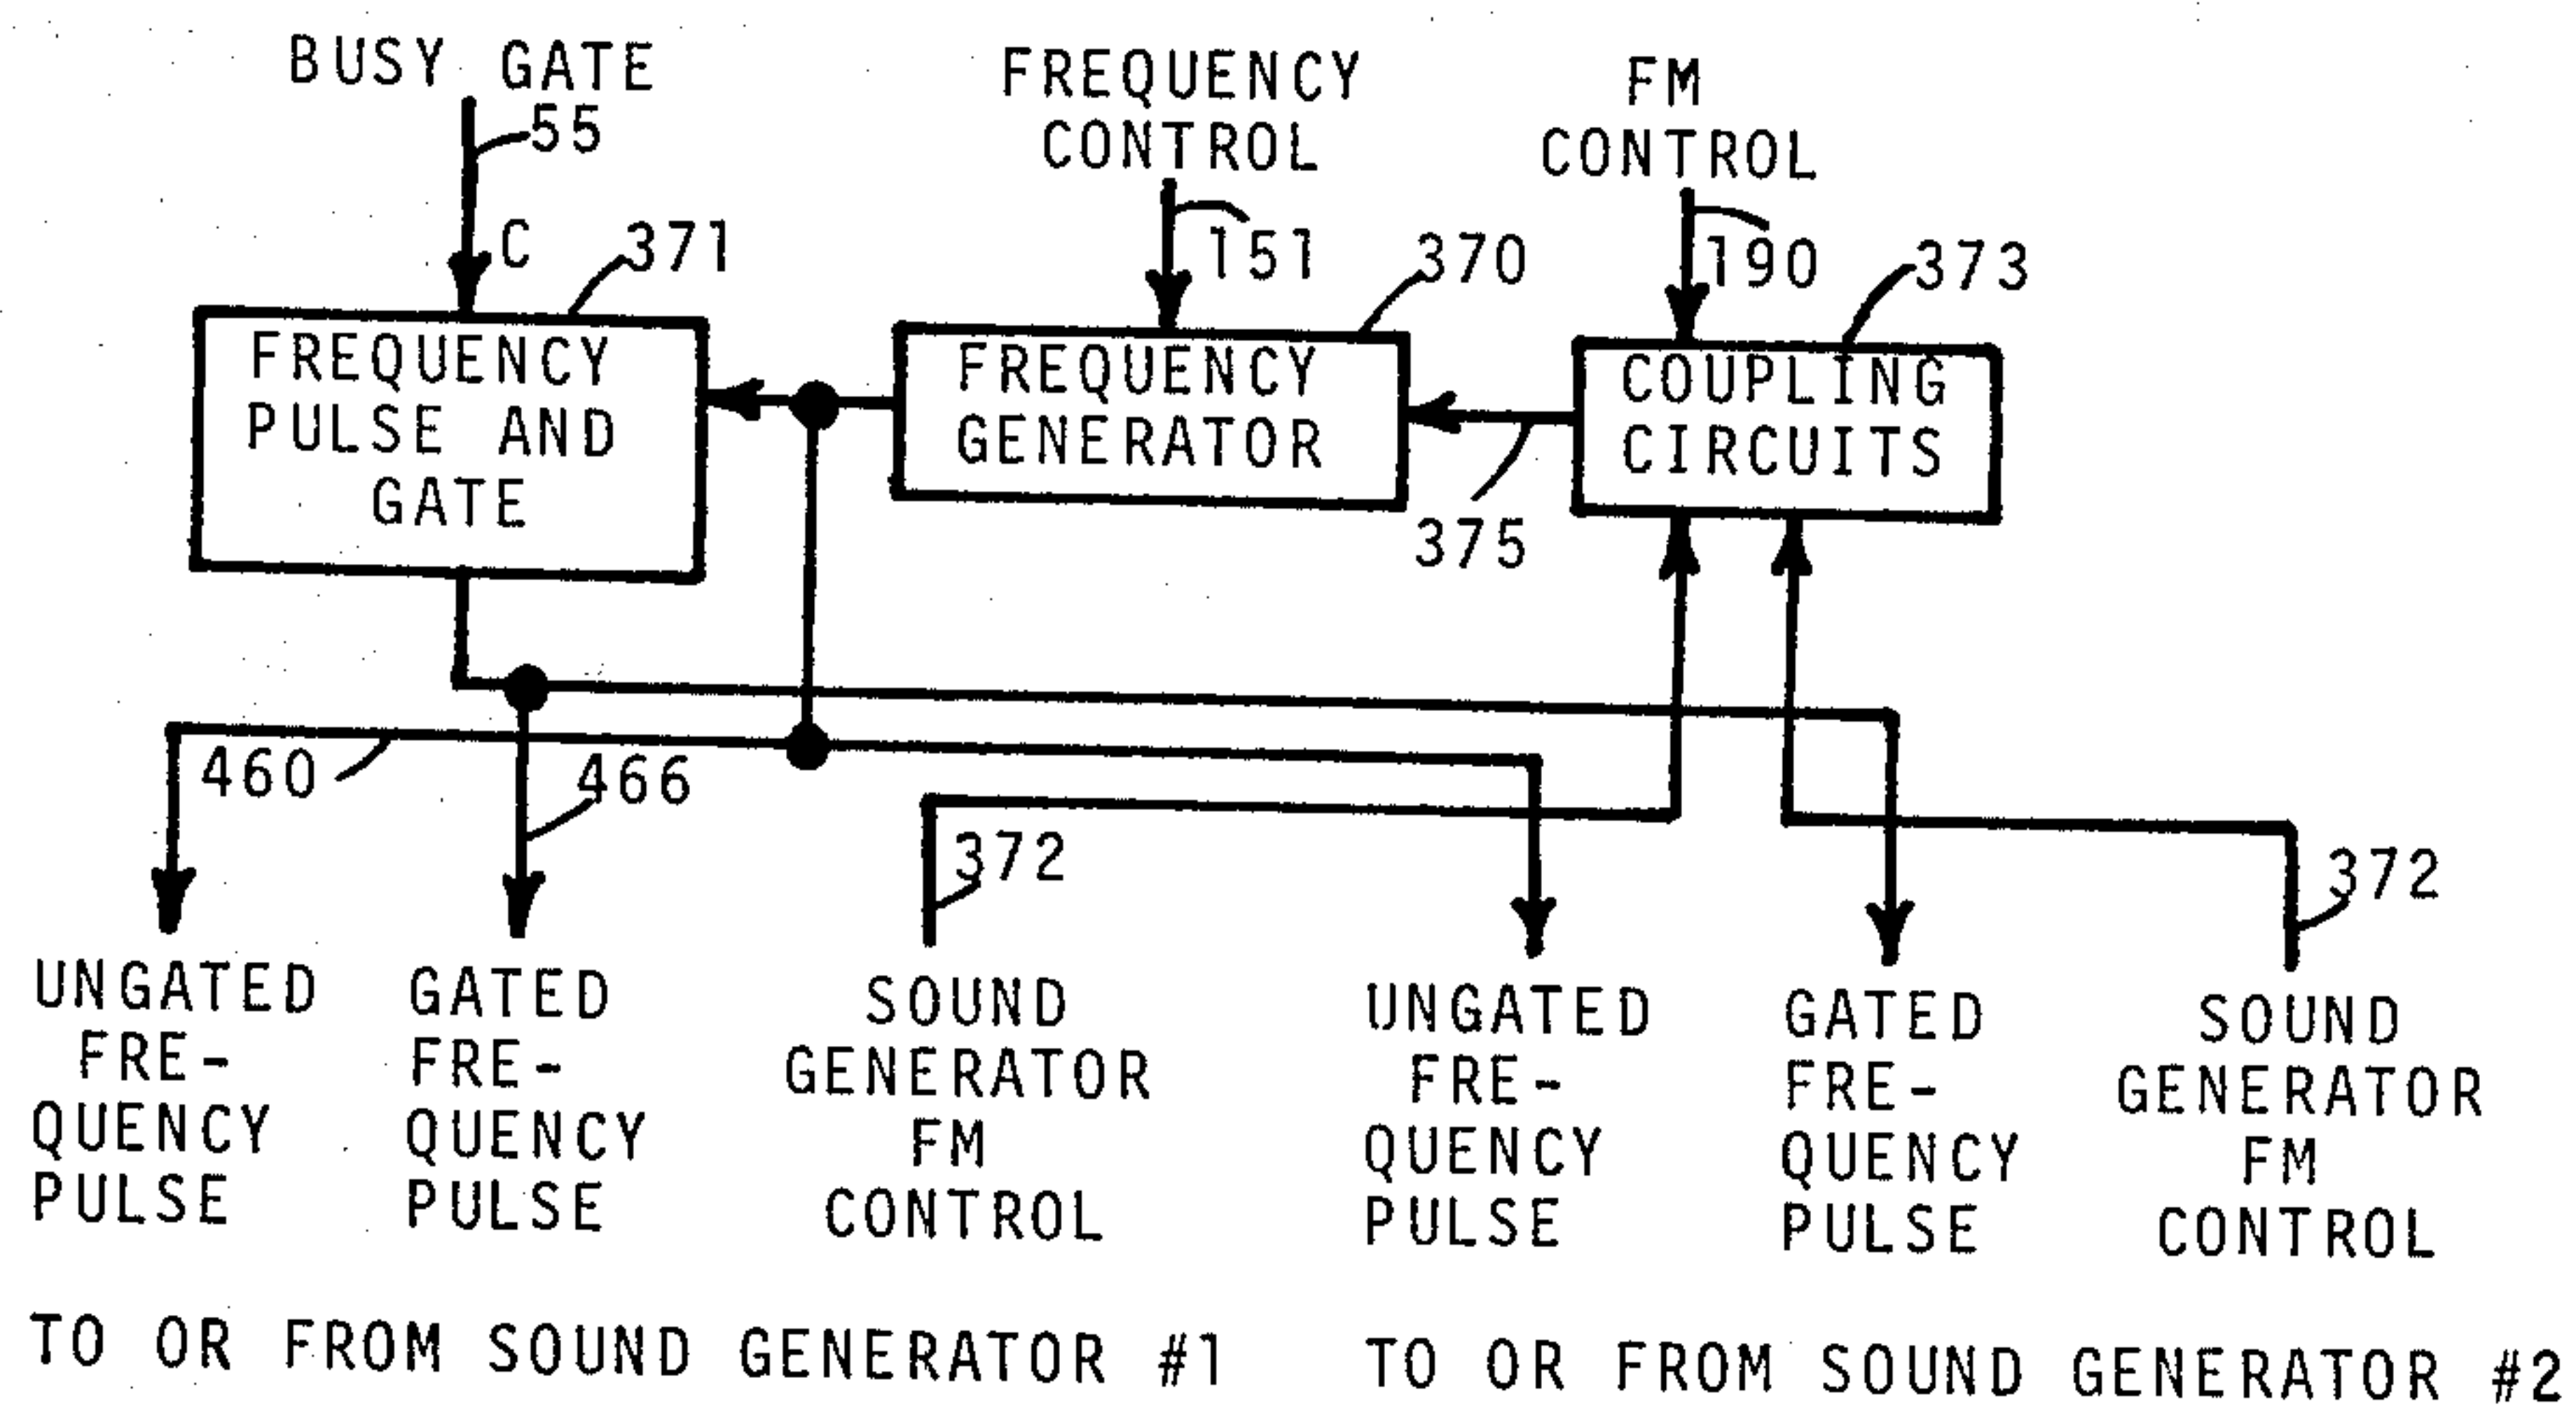 BUSY GATE
55
C
371
FREQUENCY
CONTROL
151
370
FM
CONTROL
190
373
FREQUENCY
PULSE AND
GATE
FREQUENCY
GENERATOR
COUPLING
CIRCUITS
375
460
466
372
372
UNGATED
FRE-
QUENCY
PULSE
GATED
FRE-
QUENCY
PULSE
SOUND
GENERATOR
FM
CONTROL
UNGATED
FRE-
QUENCY
PULSE
GATED
FRE-
QUENCY
PULSE
SOUND
GENERATOR
FM
CONTROL
TO OR FROM SOUND GENERATOR #1
TO OR FROM SOUND GENERATOR #2